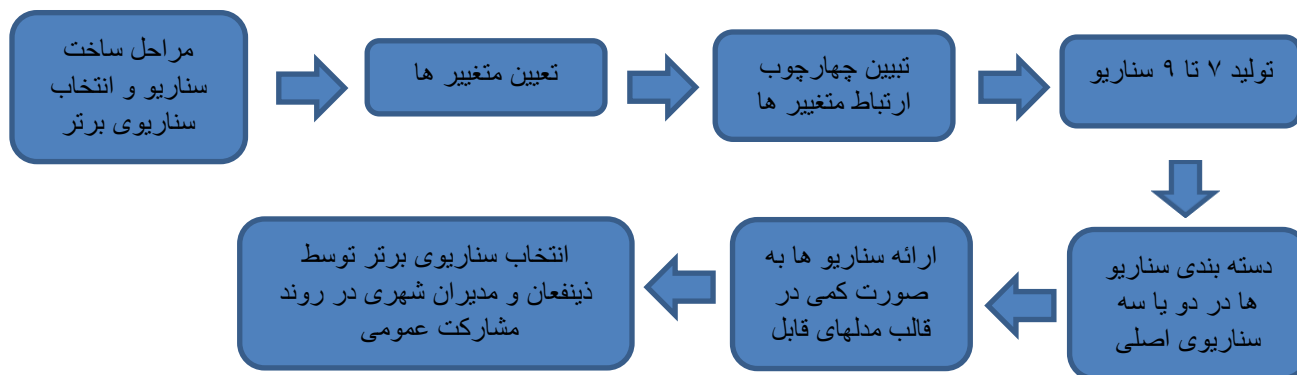 مراحل ساخت
سناریو و انتخاب
سناریوی برتر
تعیین متغییر ها
تبیین چهارچوب
ارتباط متغییر ها
تولید ۷ تا ۹ سناریو
دسته بندی سناریو
ها در دو یا سه
سناریوی اصلی
ارائه سناریو ها به
صورت کمی در
قالب مدلهای قابل
انتخاب سناریوی برتر توسط
ذینفعان و مدیران شهری در روند
مشارکت عمومی